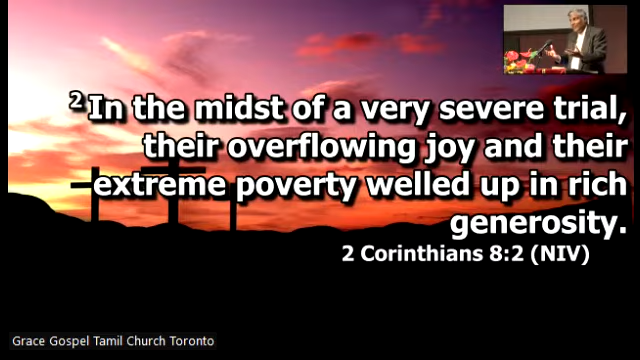 2 In the midst of a very severe trial,
their overflowing joy and their
extreme poverty welled up in rich
generosity.
2 Corinthians 8:2 (NIV)
Grace Gospel Tamil Church Toronto